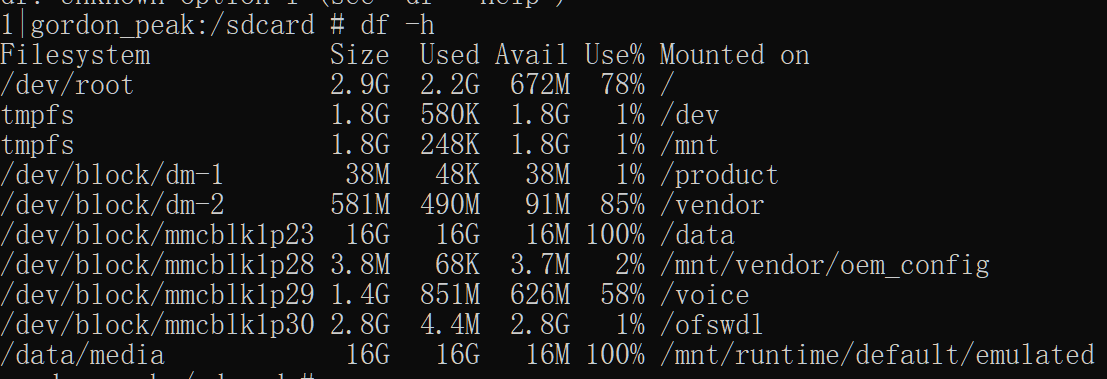 1|gordon_peak:/sdcard # df -h
Filesystem Size Used Avail Use% Mounted on
/dev/root 2.9G 2.2G 672M 78% /
tmpfs 1.8G 580K 1.8G 1% /dev
tmpfs 1.8G 248K 1.8G 1% /mnt
/dev/block/dm-1 38M 48K 38M 1% /product
/dev/block/dm-2 581M 490M 91M 85% /vendor
/dev/block/mmcblk1p23 16G 16G 16M 100% /data
/dev/block/mmcblk1p28 3.8M 68K 3.7M 2% /mnt/vendor/oem_config
/dev/block/mmcblk1p29 1.4G 851M 626M 58% /voice
/dev/block/mmcblk1p30 2.8G 4.4M 2.8G 1% /ofswdl
/data/media 16G 16G 16M 100% /mnt/runtime/default/emulated